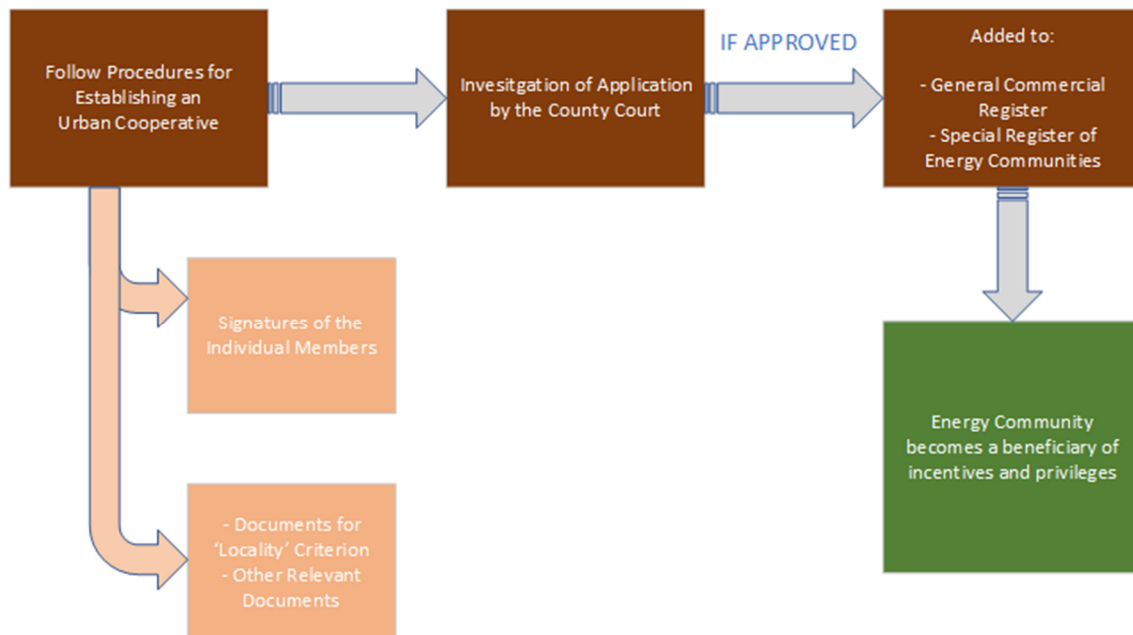 Follow Procedures for
Establishing an
Urban Cooperative
Invesitgation of Application
by the County Court
IF APPROVED
Added to:
- General Commercial
Register
- Special Register of
Energy Communities
Signatures of the
Individual Members
- Documents for
‘Locality’ Criterion
- Other Relevant
Documents
Energy Community
becomes a beneficiary of
incentives and privileges